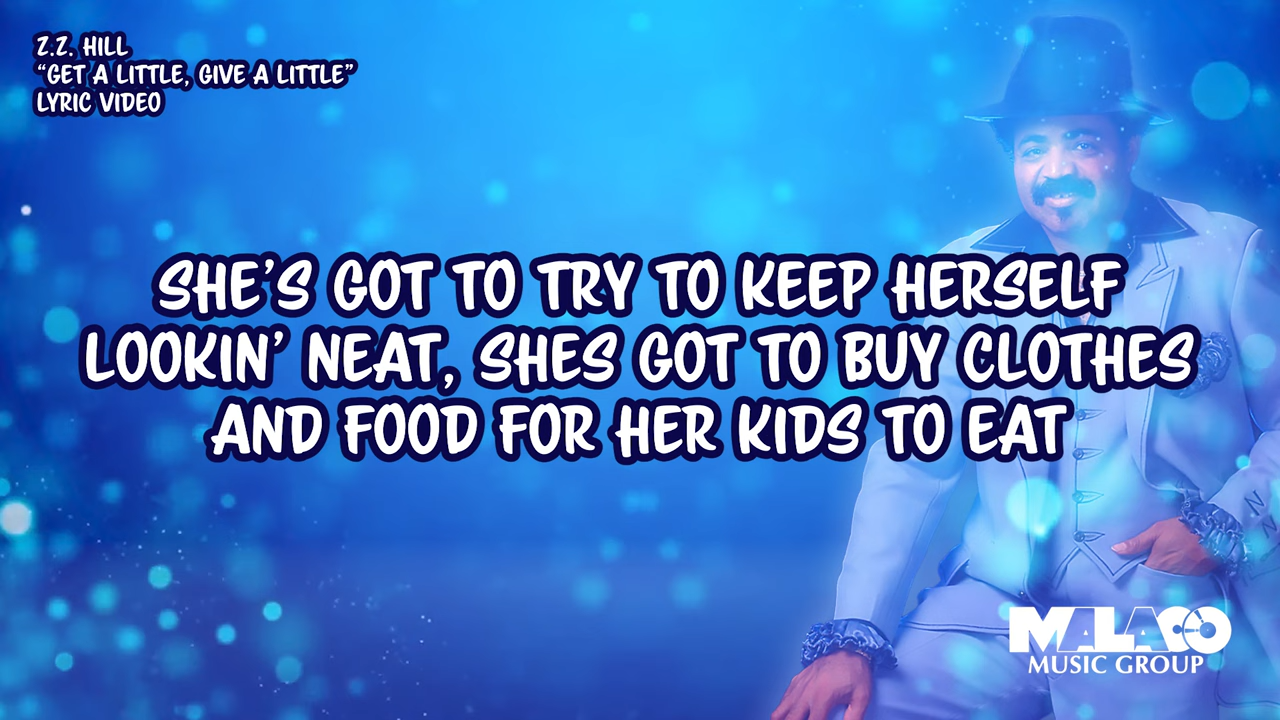 Z.Z. HILL
“GET A LITTLE, GIVE A LITTLE”
LYRIC VIDEO
SHE’S GOT TO TRY TO KEEP HERSELF
LOOKIN’ NEAT, SHES GOT TO BUY CLOTHES
AND FOOD FOR HER KIDS TO EAT
MALACO
MUSIC GROUP